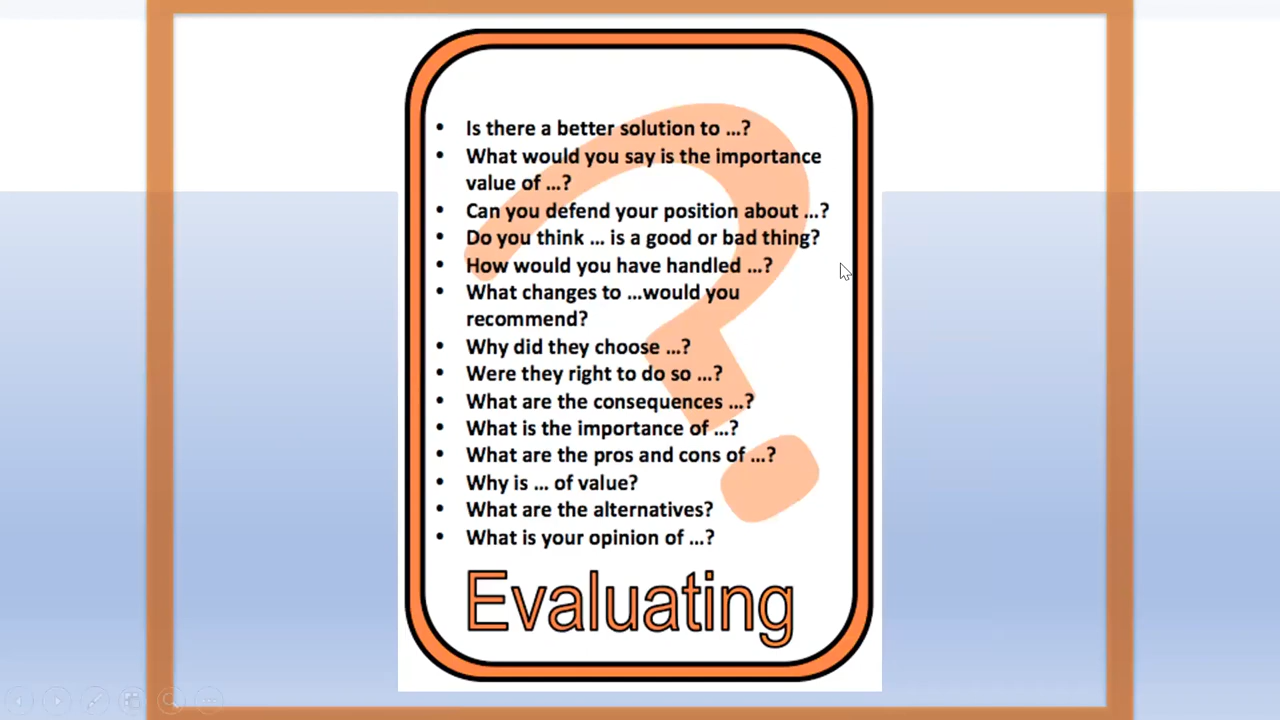 • Is there a better solution to ...?
• What would you say is the importance
value of ...?
• Can you defend your position about ...?
• Do you think ... is a good or bad thing?
• How would you have handled ...?
• What changes to ...would you
recommend?
• Why did they choose ...?
• Were they right to do so ...?
• What are the consequences ...?
• What is the importance of ...?
• What are the pros and cons of ...?
• Why is ... of value?
• What are the alternatives?
• What is your opinion of ...?
Evaluating